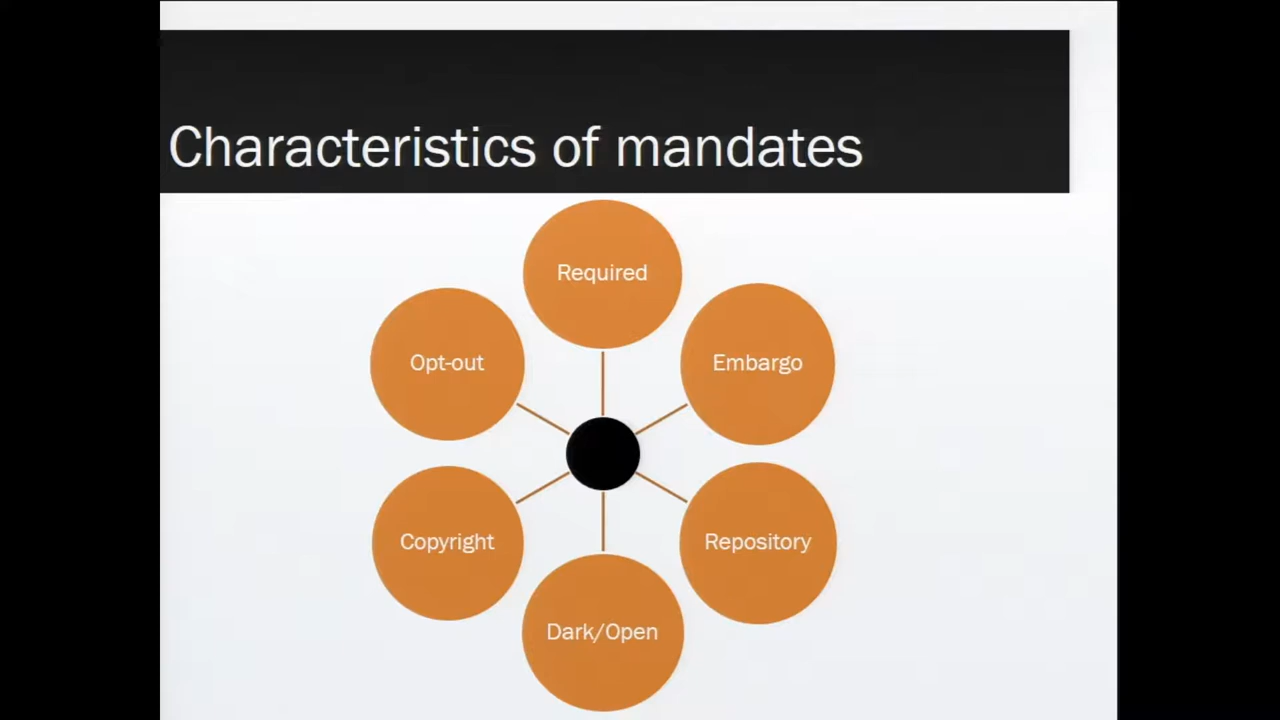 Characteristics of mandates
Required
Opt-out
Embargo
Copyright
Repository
Dark/Open